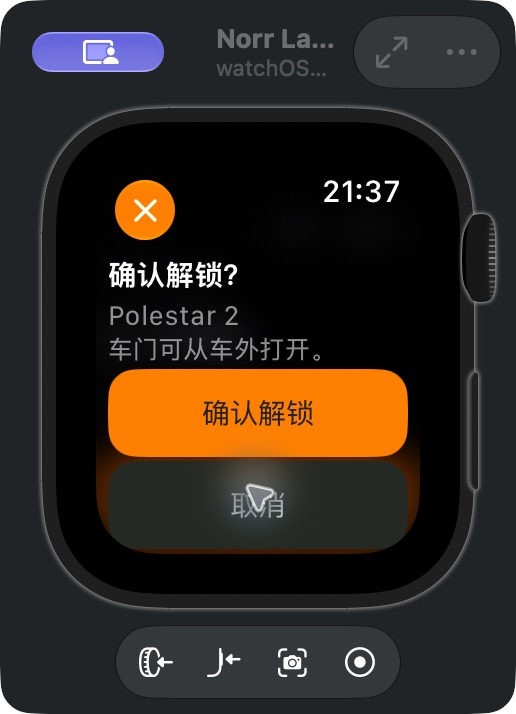 Norr La...
watchOS...
21:37
确认解锁?
Polestar 2
车门可从车外打开。
确认解锁
取消